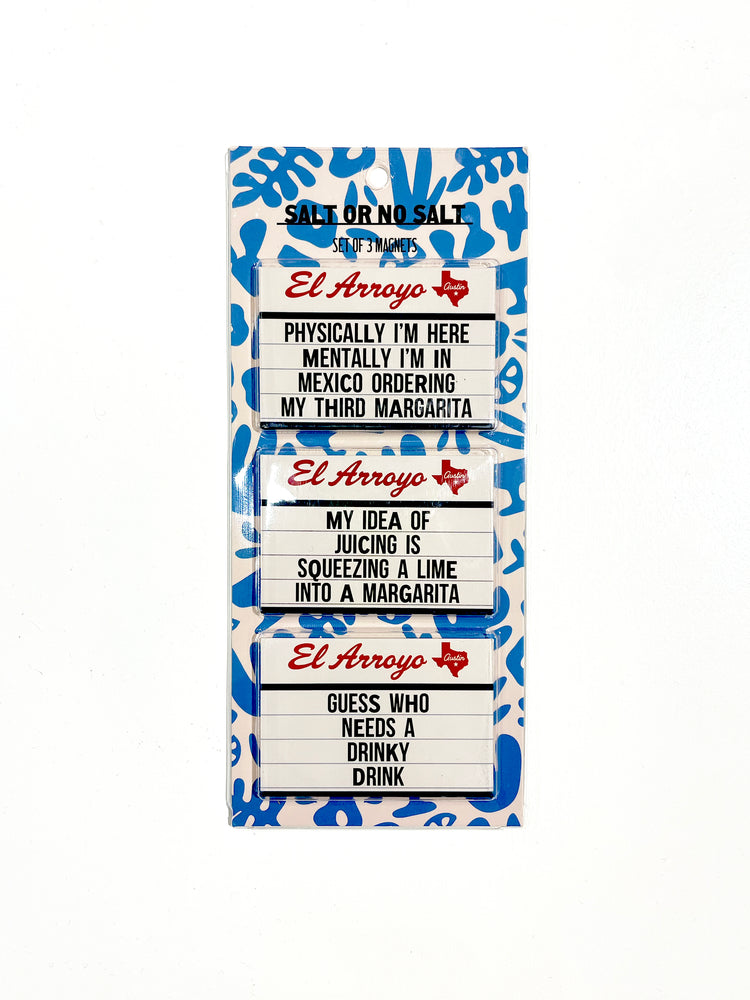 SALT OR NO SALT
SET OF 3 MAGNETS
El Arroyo Austin
PHYSICALLY I'M HERE
MENTALLY I'M IN
MEXICO ORDERING
MY THIRD MARGARITA
El Arroyo Austin
MY IDEA OF
JUICING IS
SQUEEZING A LIME
INTO A MARGARITA
El Arroyo Austin
GUESS WHO
NEEDS A
DRINKY
DRINK